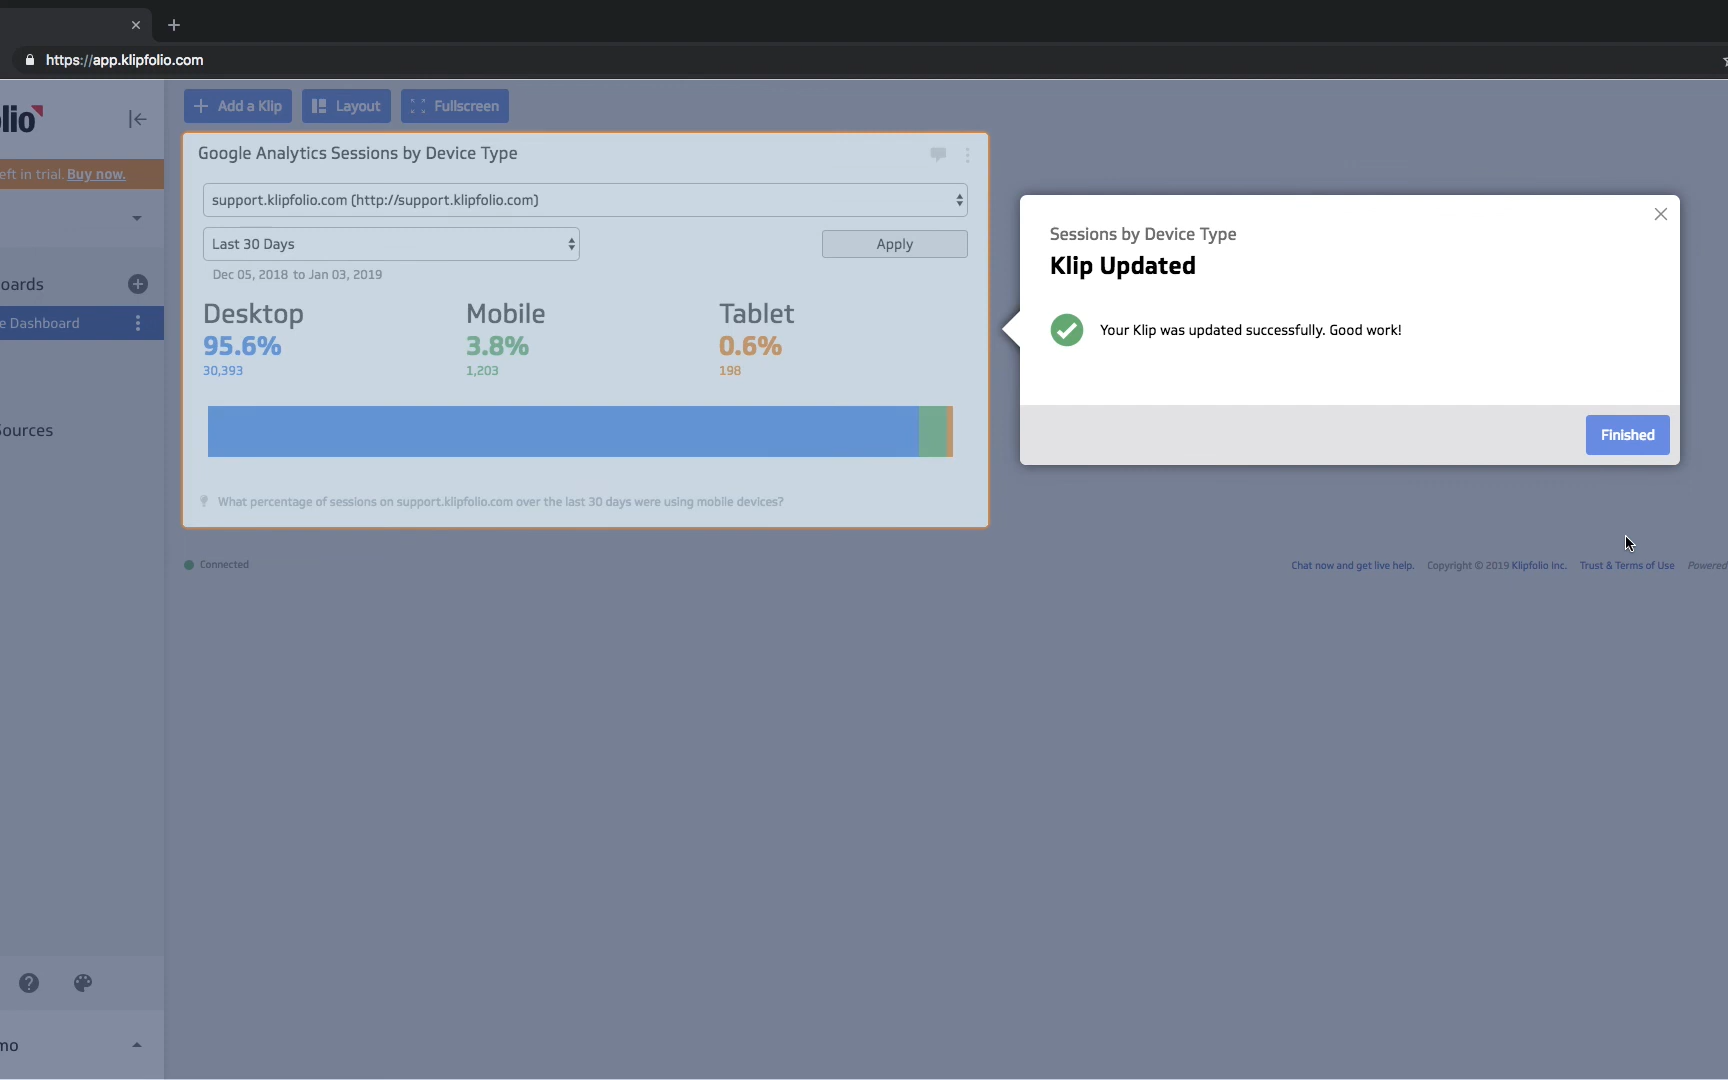 https://app.klipfolio.com
lio
Add a Klip
Layout
Fullscreen
eft in trial. Buy now.
Google Analytics Sessions by Device Type
support.klipfolio.com (http://support.klipfolio.com)
Last 30 Days
Apply
Dec 05, 2018 to Jan 03, 2019
Desktop
95.6%
30,393
Mobile
3.8%
1,203
Tablet
0.6%
198
What percentage of sessions on support.klipfolio.com over the last 30 days were using mobile devices?
Sessions by Device Type
Klip Updated
Your Klip was updated successfully. Good work!
Finished
oards
e Dashboard
Sources
Connected
Chat now and get live help.
Copyright © 2019 Klipfolio Inc.
Trust & Terms of Use
Powered
mo